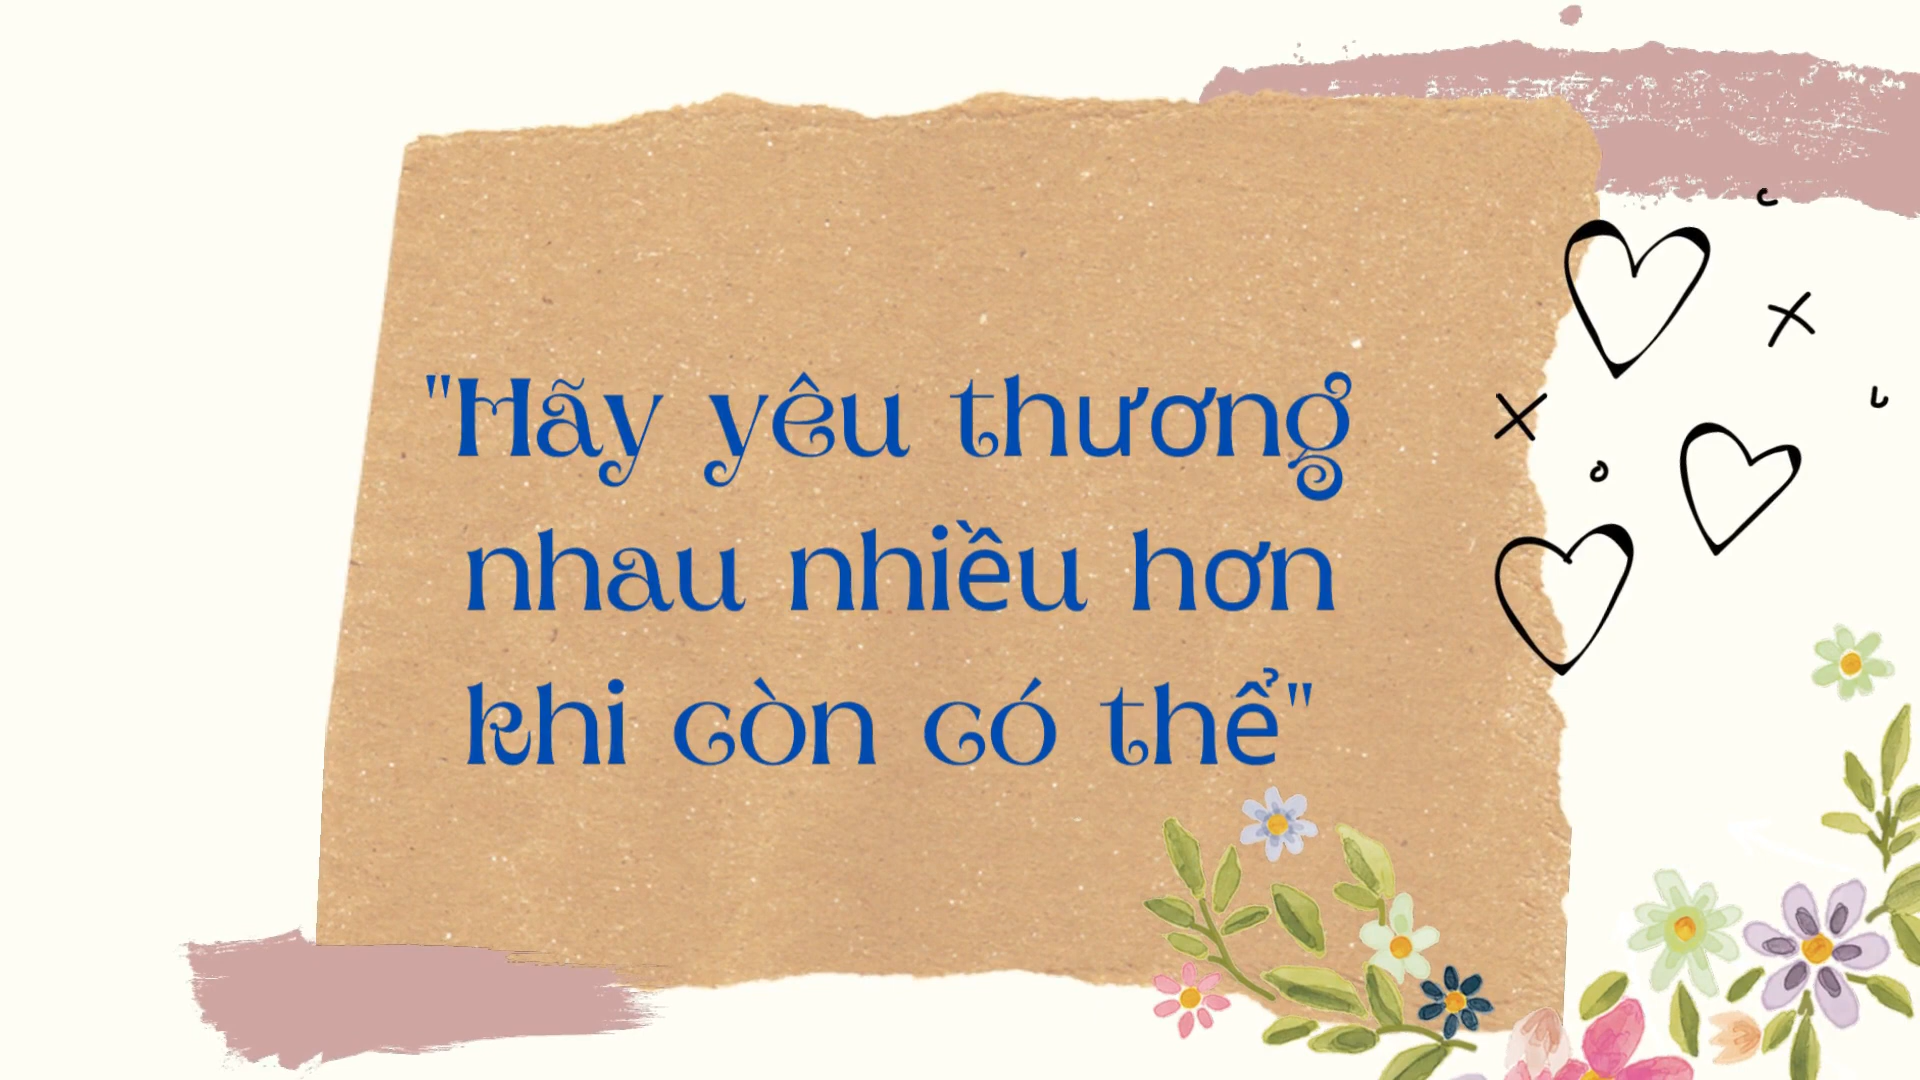 "Hãy yêu thương
nhau nhiều hơn
khi còn có thể"